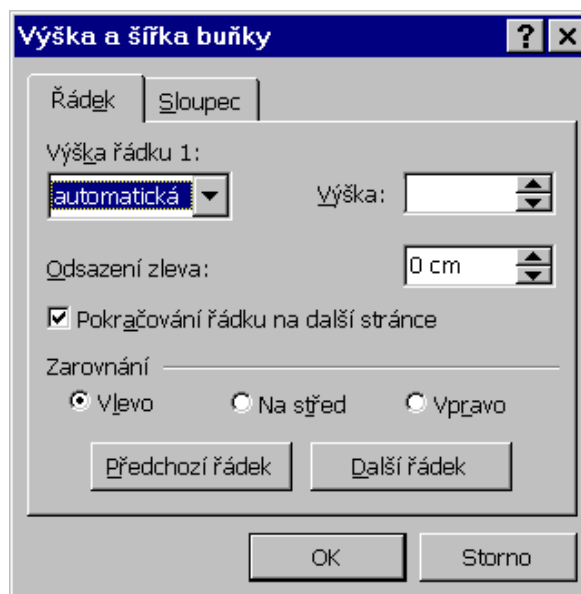 Výška a šířka buňky
Řádek Sloupec
Výška řádku 1:
automatická Výška:
Odsazení zleva: 0 cm
Pokračování řádku na další stránce
Zarovnání
Vlevo Na střed Vpravo
Předchozí řádek Další řádek
OK Storno